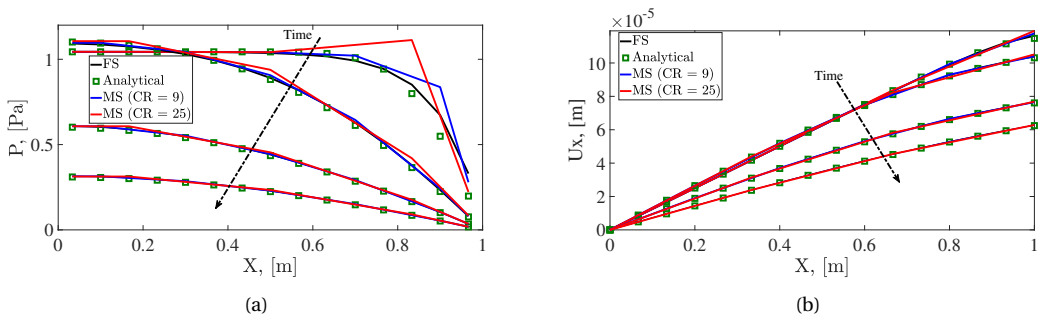 1
0.5
0
P, [Pa]
Time
FS
Analytical
MS (CR = 9)
MS (CR = 25)
0 0.2 0.4 0.6 0.8 1
X, [m]
(a)
×10-5
10
8
6
4
2
0
Ux, [m]
FS
Analytical
MS (CR = 9)
MS (CR = 25)
Time
0 0.2 0.4 0.6 0.8 1
X, [m]
(b)